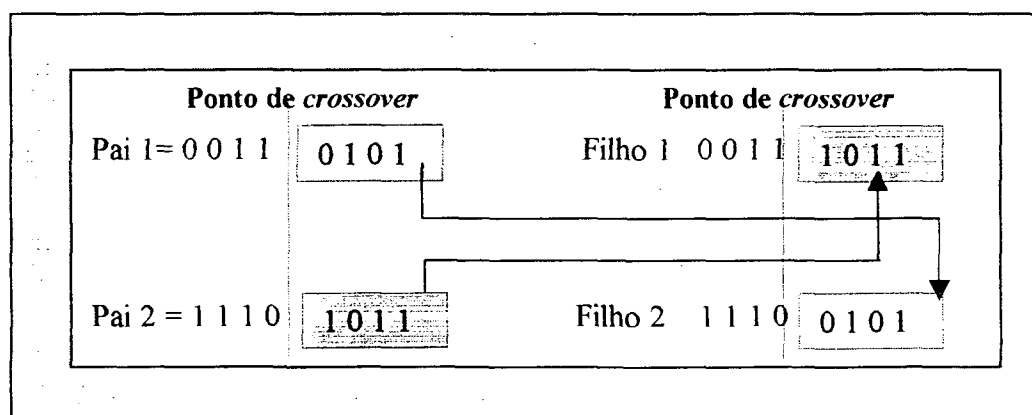 Ponto de crossover Ponto de crossover
Pai 1= 0 0 1 1 0 1 0 1 Filho 1 0 0 1 1 1 0 1 1
Pai 2 = 1 1 1 0 1 0 1 1 Filho 2 1 1 1 0 0 1 0 1